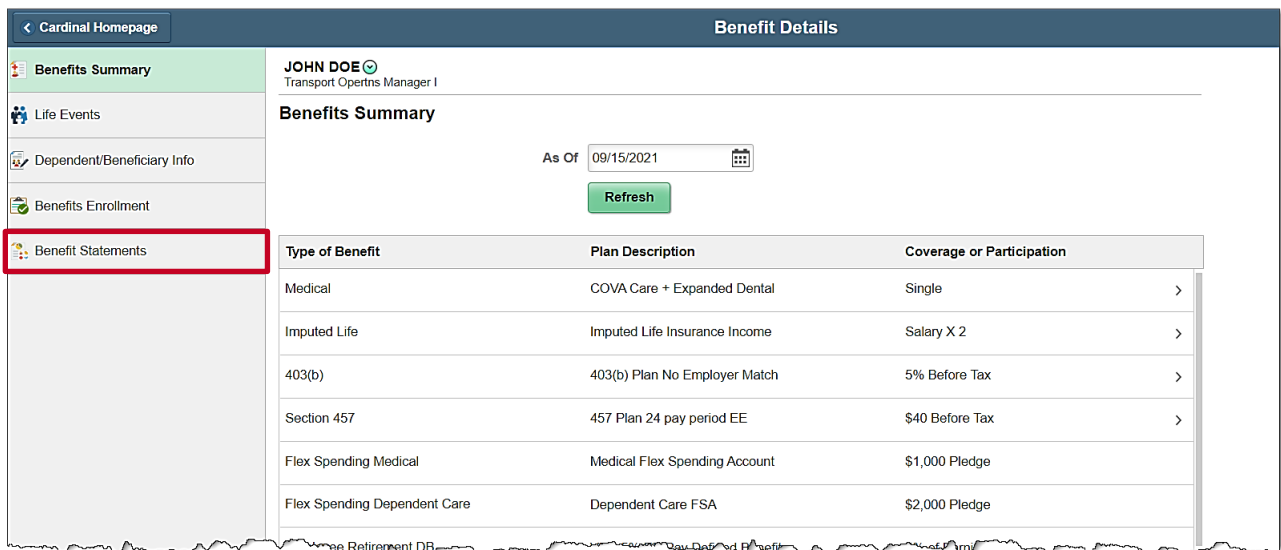 Cardinal Homepage
Benefit Details
Benefits Summary
Life Events
Dependent/Beneficiary Info
Benefits Enrollment
Benefit Statements
JOHN DOE
Transport Opertns Manager I
Benefits Summary
As Of 09/15/2021
Refresh
Type of Benefit Plan Description Coverage or Participation
Medical COVA Care + Expanded Dental Single
Imputed Life Imputed Life Insurance Income Salary X 2
403(b) 403(b) Plan No Employer Match 5% Before Tax
Section 457 457 Plan 24 pay period EE $40 Before Tax
Flex Spending Medical Medical Flex Spending Account $1,000 Pledge
Flex Spending Dependent Care Dependent Care FSA $2,000 Pledge
Retirement DB